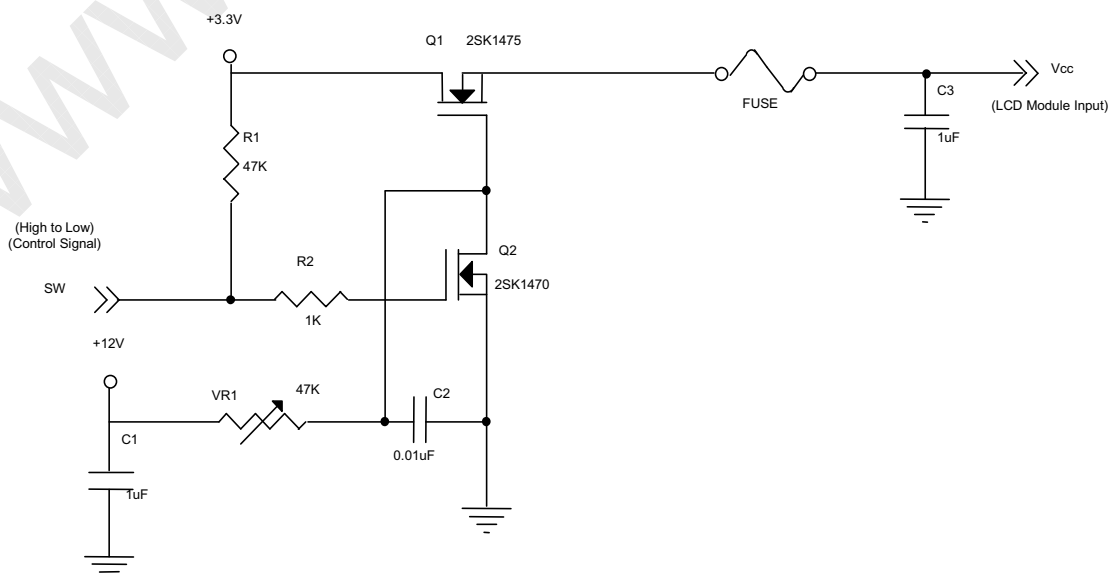 +3.3V
Q1 2SK1475
FUSE
Vcc
(LCD Module Input)
C3
1uF
R1
47K
(High to Low)
(Control Signal)
SW
R2
1K
Q2
2SK1470
+12V
VR1
47K
C2
0.01uF
C1
1uF